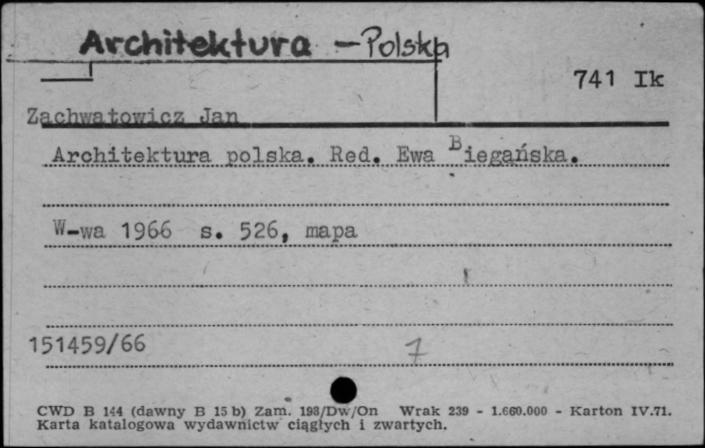 Architektura - Polska
741 Ik
Zachwatowicz Jan
Architektura polska. Red. Ewa Biegańska.
W-wa 1966 s. 526, mapa
151459/66
7
CWD B 144 (dawny B 15 b) Zam. 198/Dw/On Wrak 239 - 1.660.000 - Karton IV.71.
Karta katalogowa wydawnictw ciągłych i zwartych.